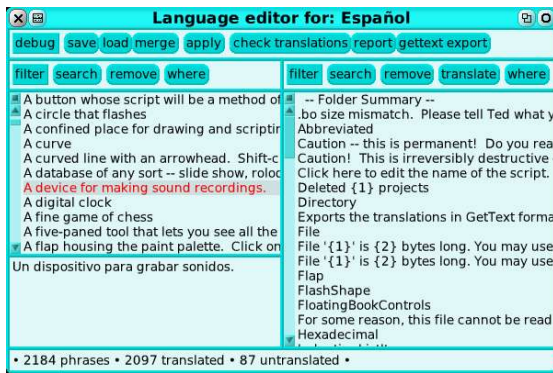 Language editor for: Español
debug save load merge apply check translations report gettext export
filter search remove where
A button whose script will be a method of
A circle that flashes
A confined place for drawing and scriptin
A curve
A curved line with an arrowhead. Shift-c
A database of any sort -- slide show, roloc
A device for making sound recordings.
A digital clock
A fine game of chess
A five-paned tool that lets you see all the
A flap housing the paint palette. Click on
Un dispositivo para grabar sonidos.
filter search remove translate where
-- Folder Summary --
.bo size mismatch. Please tell Ted what y
Abbreviated
Caution -- this is permanent! Do you rea
Caution! This is irreversibly destructive
Click here to edit the name of the script.
Deleted {1} projects
Directory
Exports the translations in GetText forma
File
File '{1}' is {2} bytes long. You may use
File '{1}' is {2} bytes long. You may use
Flap
FlashShape
FloatingBookControls
For some reason, this file cannot be read
Hexadecimal
• 2184 phrases • 2097 translated • 87 untranslated •